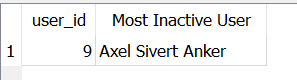 user_id Most Inactive User
1 9 Axel Sivert Anker